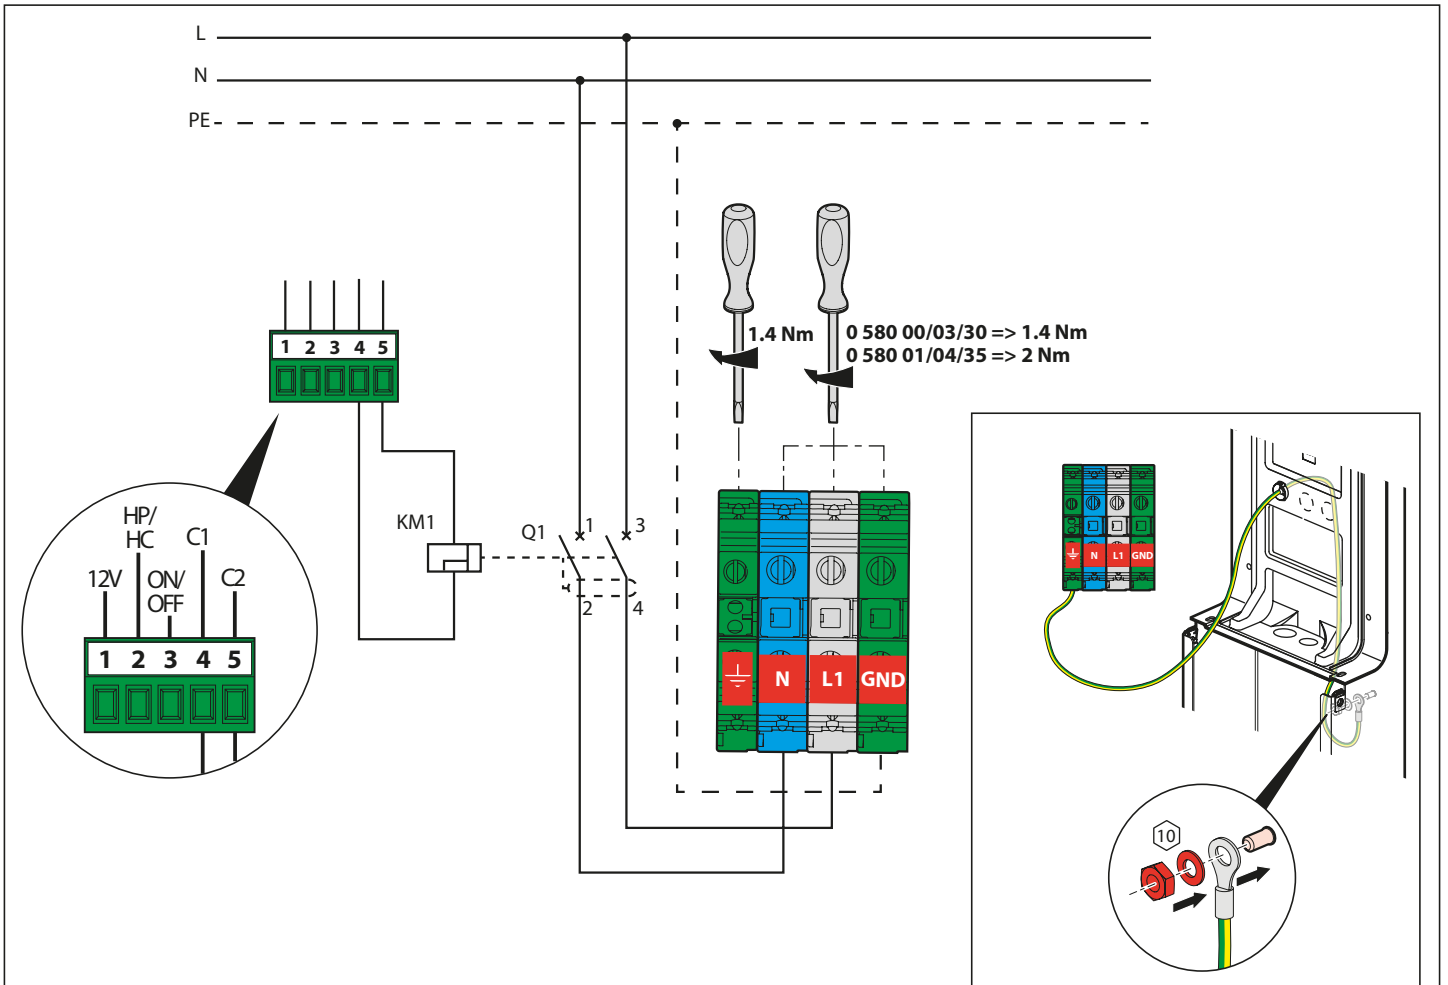 L
N
PE
1.4 Nm
0 580 00/03/30 => 1.4 Nm
0 580 01/04/35 => 2 Nm
1 2 3 4 5
KM1
Q1
1
3
2
4
HP/
HC
C1
12V
ON/
OFF
C2
1 2 3 4 5
N
L1
GND
N
L1
GND
10